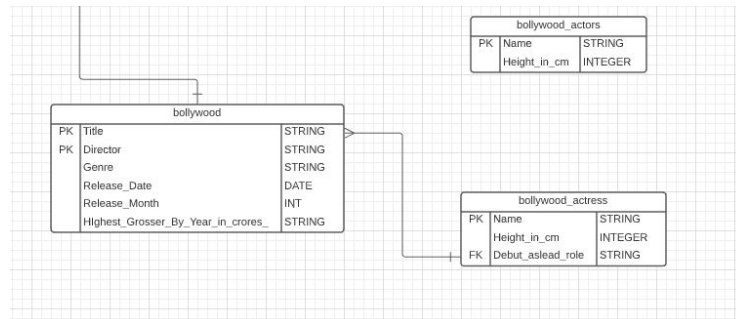 bollywood_actors
PK Name STRING
Height_in_cm INTEGER
bollywood
PK Title STRING
PK Director STRING
Genre STRING
Release_Date DATE
Release_Month INT
HIghest_Grosser_By_Year_in_crores_ STRING
bollywood_actress
PK Name STRING
Height_in_cm INTEGER
FK Debut_aslead_role STRING